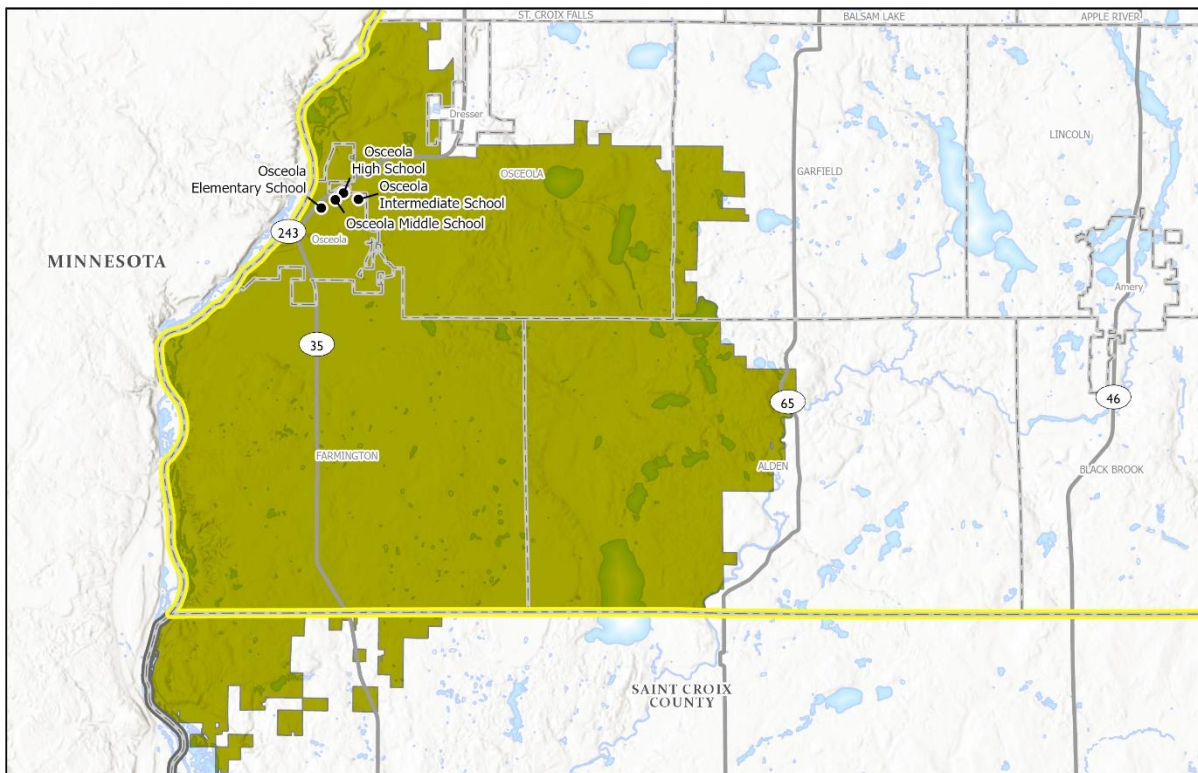 ST. CROIX FALLS
BALSAM LAKE
APPLE RIVER
Dresser
LINCOLN
Osceola
High School
OSCEOLA
GARFIELD
Osceola
Elementary School
Osceola
Intermediate School
Osceola Middle School
243
Osceola
MINNESOTA
Amery
35
65
46
FARMINGTON
ALDEN
BLACK BROOK
SAINT CROIX
COUNTY